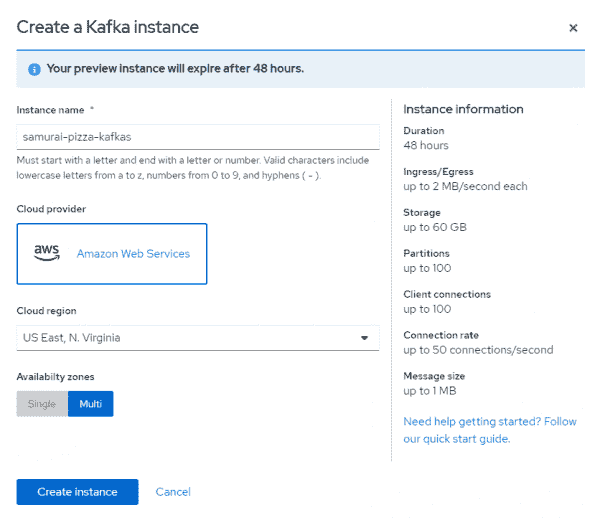 Create a Kafka instance
Your preview instance will expire after 48 hours.
Instance name *
samurai-pizza-kafkas
Must start with a letter and end with a letter or number. Valid characters include
lowercase letters from a to z, numbers from 0 to 9, and hyphens ( - ).
Cloud provider
aws
Amazon Web Services
Cloud region
US East, N. Virginia
Availabilty zones
Single
Multi
Create instance
Cancel
Instance information
Duration
48 hours
Ingress/Egress
up to 2 MB/second each
Storage
up to 60 GB
Partitions
up to 100
Client connections
up to 100
Connection rate
up to 50 connections/second
Message size
up to 1 MB
Need help getting started? Follow
our quick start guide.